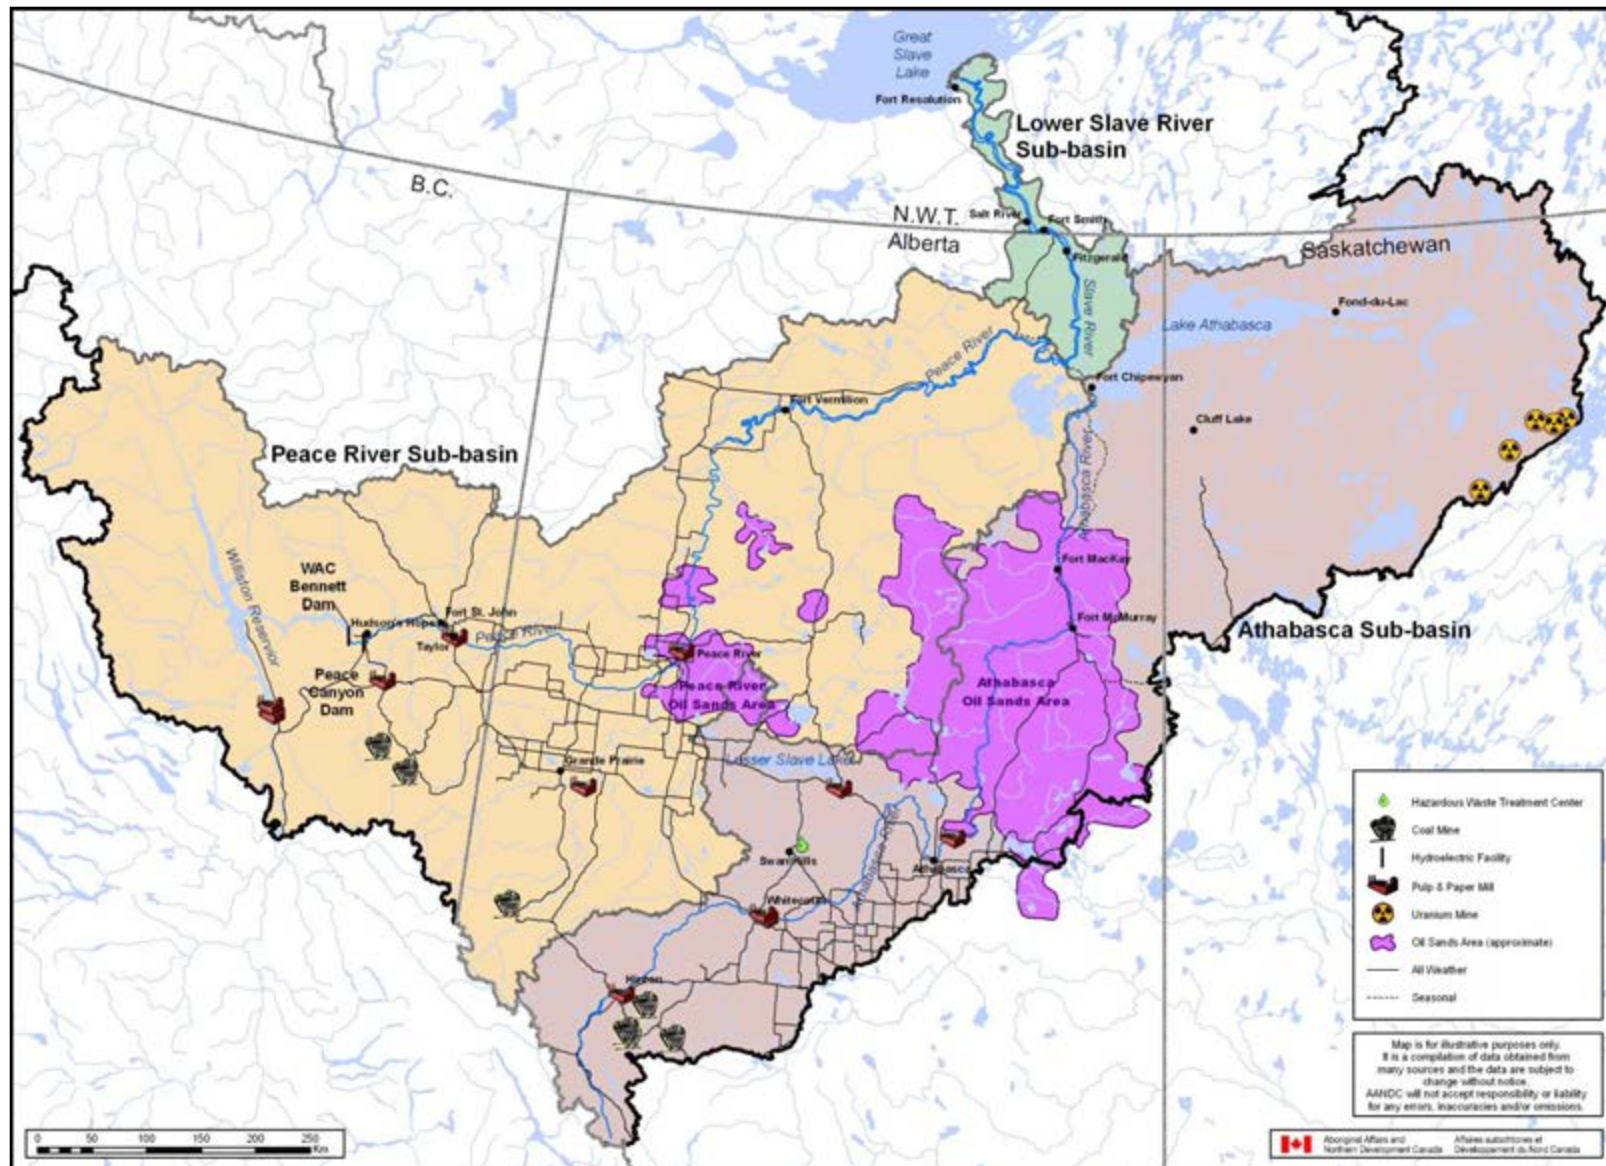 Great
Slave
Lake
Fort Resolution
Lower Slave River
Sub-basin
B.C.
N.W.T.
Salt River
Fort Smith
Alberta
Fitzgerald
Saskatchewan
Slave River
Fond-du-Lac
Lake Athabasca
Peace River
Fort Chipewyan
Fort Vermilion
Cluff Lake
Peace River Sub-basin
Athabasca River
Williston Reservior
WAC
Bennett
Dam
Fort MacKay
Hudson's Hope
Fort St. John
Peace River
Taylor
Fort McMurray
Athabasca Sub-basin
Peace River
Peace
Canyon
Dam
Peace River
Oil Sands Area
Athabasca
Oil Sands Area
Grande Prairie
Lesser Slave Lake
Swan Hills
Athabasca River
Athabasca
Whitecourt
Hinton
Hazardous Waste Treatment Center
Coal Mine
Hydroelectric Facility
Pulp & Paper Mill
Uranium Mine
Oil Sands Area (approximate)
All Weather
Seasonal
Map is for illustrative purposes only.
It is a compilation of data obtained from
many sources and the data are subject to
change without notice.
AANDC will not accept responsibility or liability
for any errors, inaccuracies and/or omissions.
0 50 100 150 200 250
Km
Aboriginal Affairs and
Northern Development Canada
Affaires autochtones et
Développement du Nord Canada